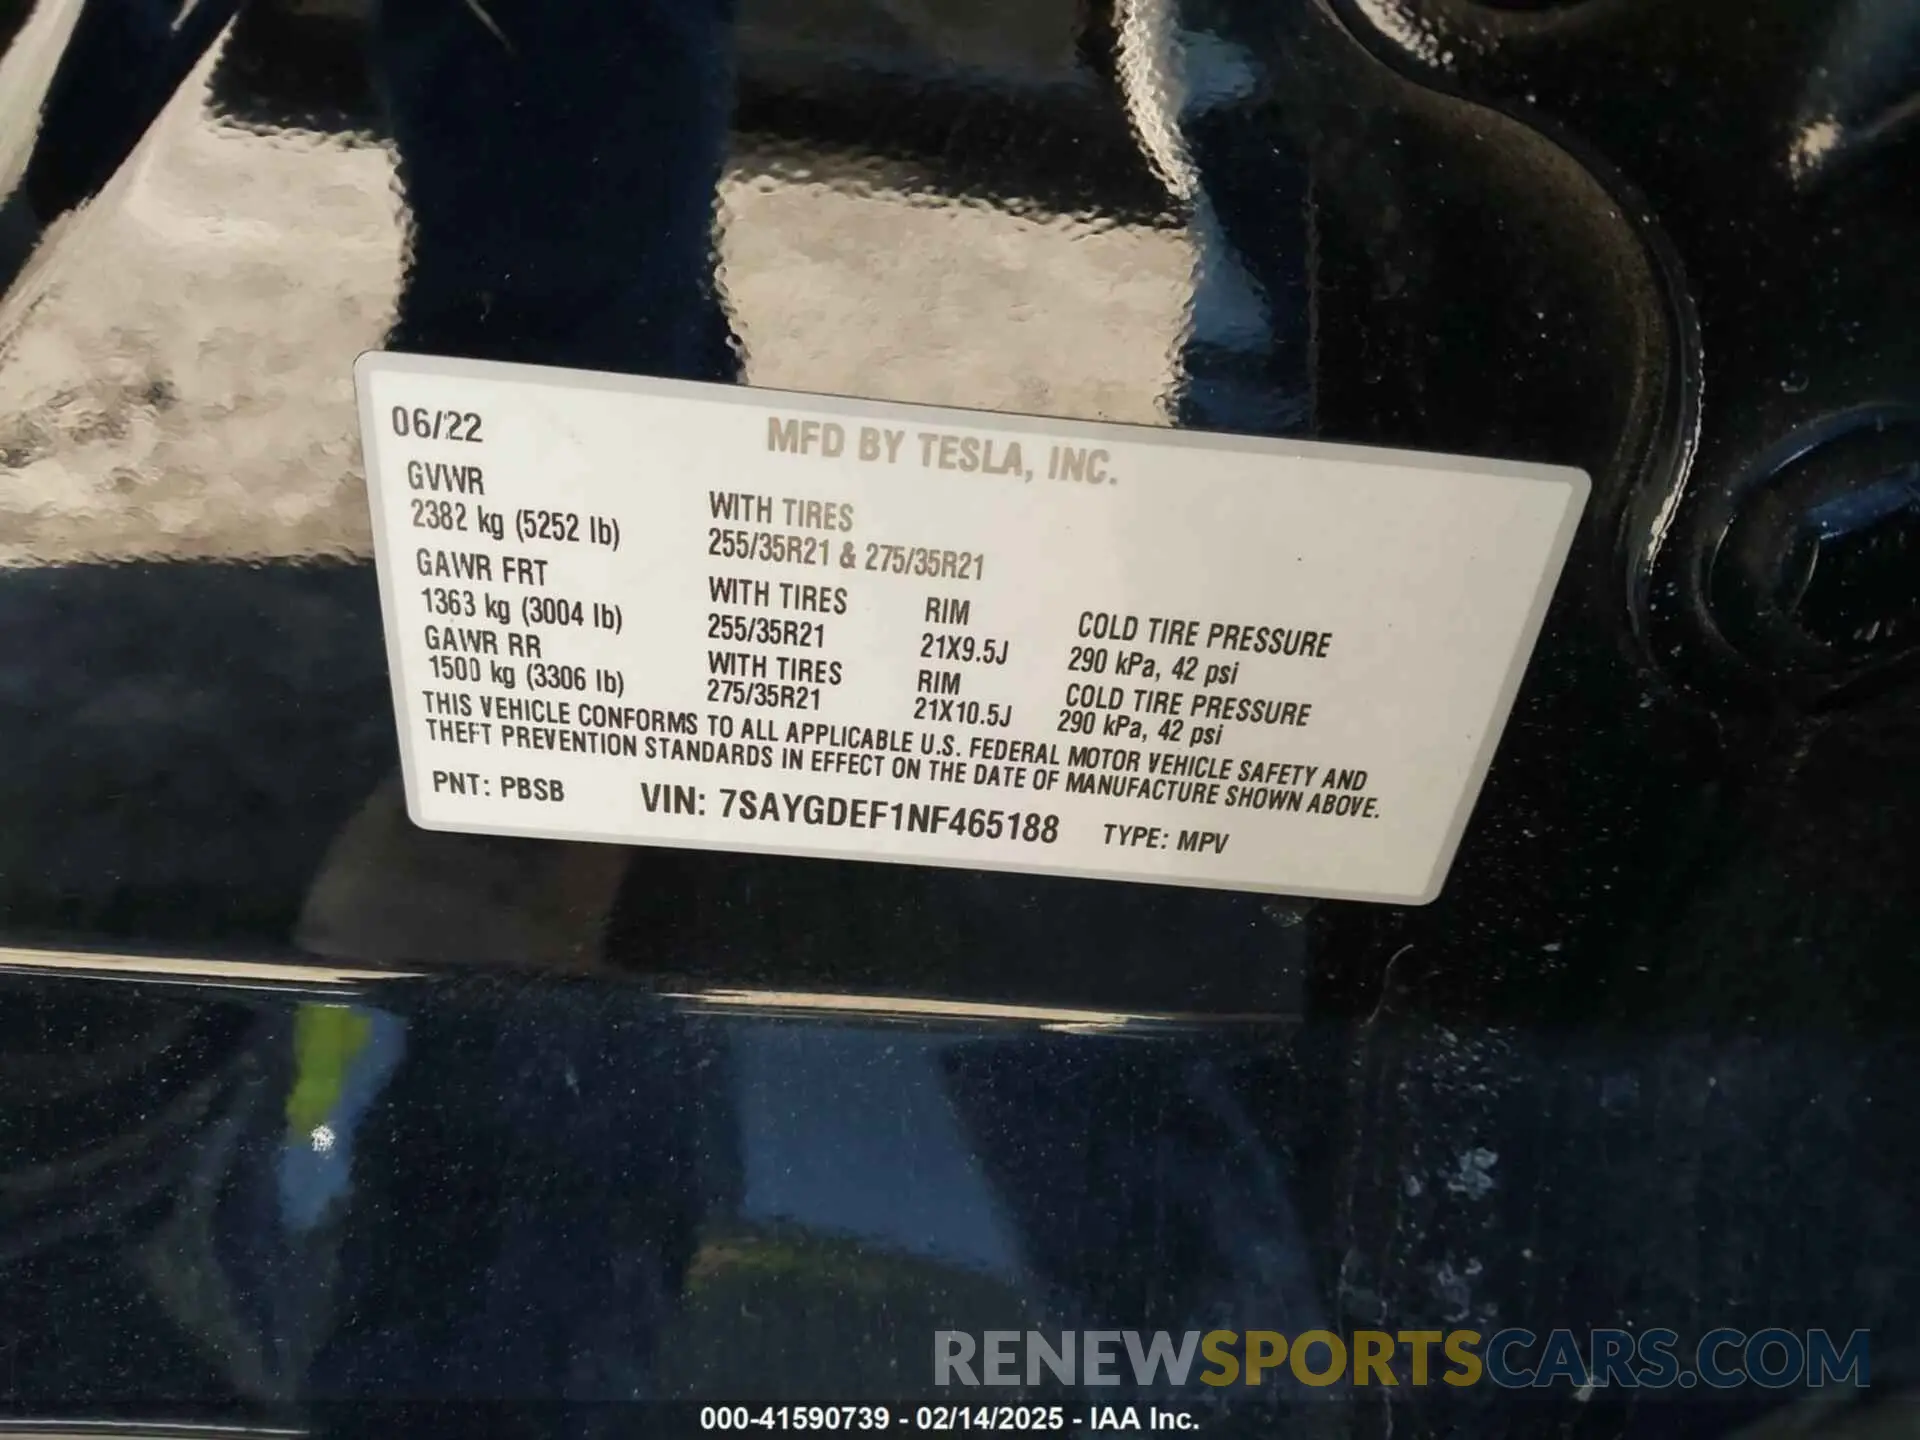 06/22 MFD BY TESLA, INC.
GVWR WITH TIRES
2382 kg (5252 lb) 255/35R21 & 275/35R21
GAWR FRT WITH TIRES RIM COLD TIRE PRESSURE
1363 kg (3004 lb) 255/35R21 21X9.5J 290 kPa, 42 psi
GAWR RR WITH TIRES RIM COLD TIRE PRESSURE
1500 kg (3306 lb) 275/35R21 21X10.5J 290 kPa, 42 psi
THIS VEHICLE CONFORMS TO ALL APPLICABLE U.S. FEDERAL MOTOR VEHICLE SAFETY AND
THEFT PREVENTION STANDARDS IN EFFECT ON THE DATE OF MANUFACTURE SHOWN ABOVE.
PNT: PBSB VIN: 7SAYGDEF1NF465188 TYPE: MPV
RENEWSPORTSCARS.COM
000-41590739 - 02/14/2025 - IAA Inc.